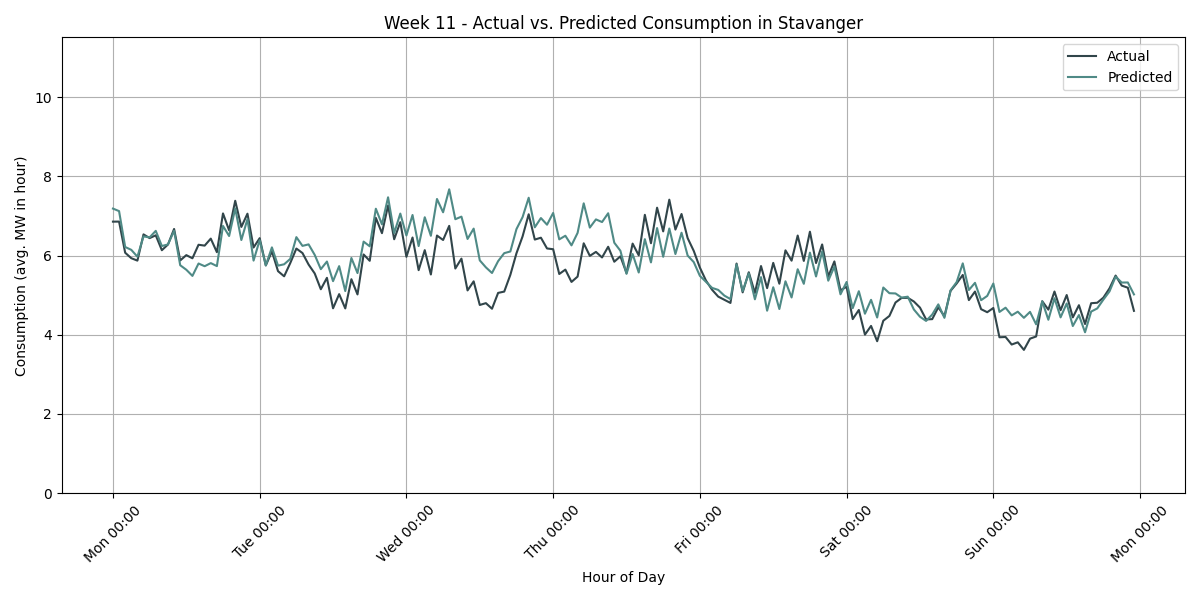 Week 11 - Actual vs. Predicted Consumption in Stavanger
Actual
Predicted
Consumption (avg. MW in hour)
10
8
6
4
2
0
Mon 00:00
Tue 00:00
Wed 00:00
Thu 00:00
Fri 00:00
Sat 00:00
Sun 00:00
Mon 00:00
Hour of Day